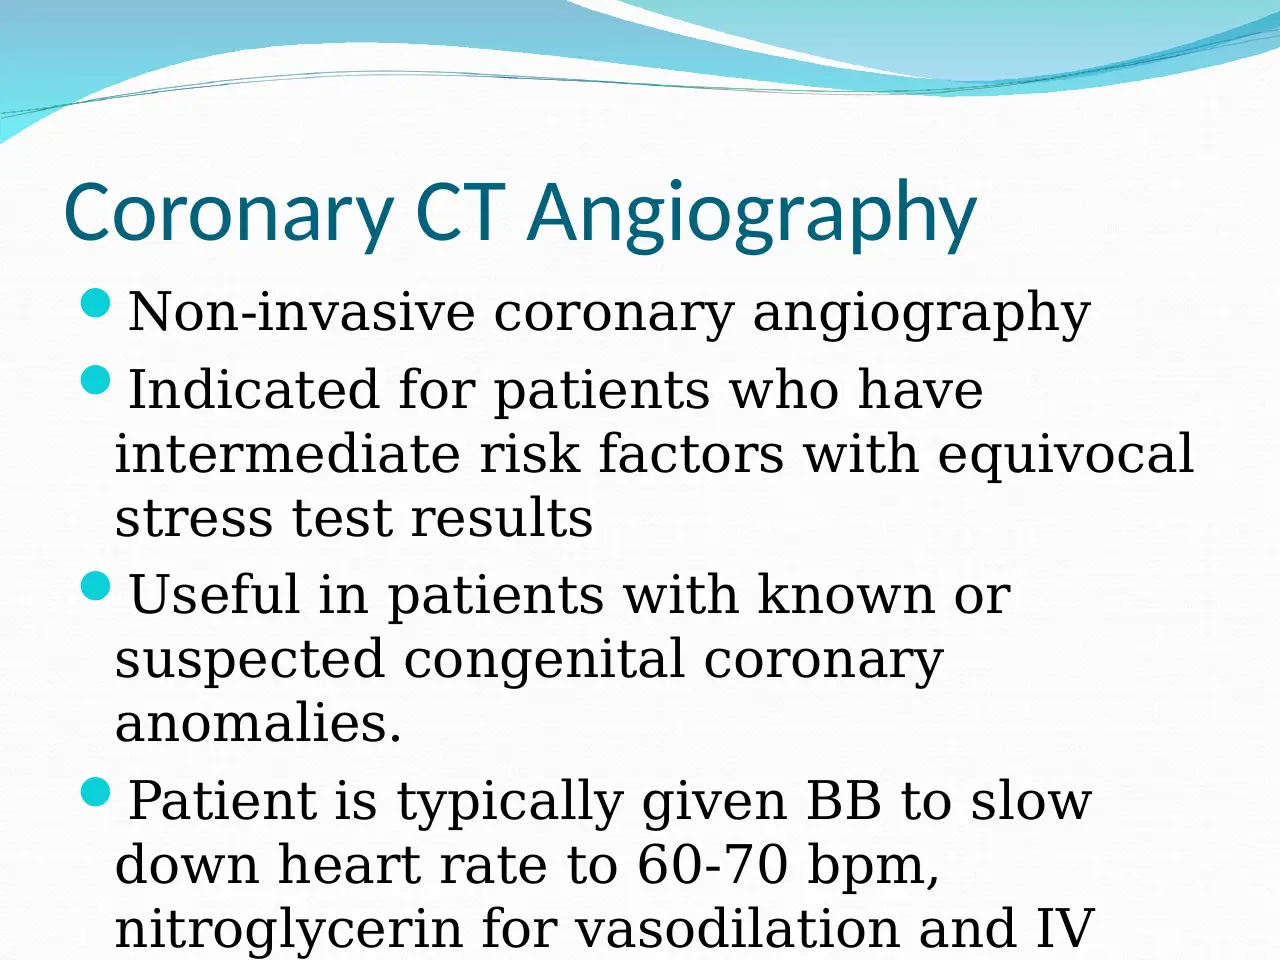 Coronary CT Angiography
Non-invasive coronary angiography
Indicated for patients who have
intermediate risk factors with equivocal
stress test results
Useful in patients with known or
suspected congenital coronary
anomalies.
Patient is typically given BB to slow
down heart rate to 60-70 bpm,
nitroglycerin for vasodilation and IV